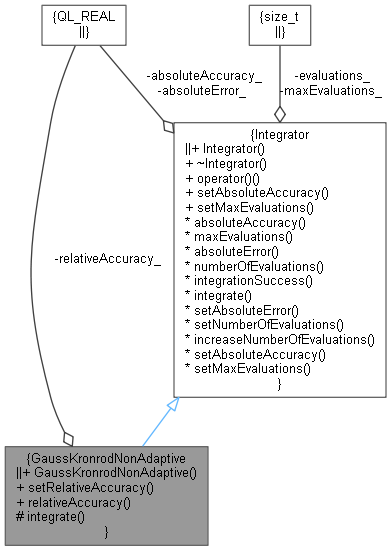 {QL_REAL
||}
{size_t
||}
-absoluteAccuracy_
-absoluteError_
-evaluations_
-maxEvaluations_
{Integrator
||+ Integrator()
+ ~Integrator()
+ operator()()
+ setAbsoluteAccuracy()
+ setMaxEvaluations()
* absoluteAccuracy()
* maxEvaluations()
* absoluteError()
* numberOfEvaluations()
* integrationSuccess()
* integrate()
* setAbsoluteError()
* setNumberOfEvaluations()
* increaseNumberOfEvaluations()
* setAbsoluteAccuracy()
* setMaxEvaluations()
}
-relativeAccuracy_
{GaussKronrodNonAdaptive
||+ GaussKronrodNonAdaptive()
+ setRelativeAccuracy()
+ relativeAccuracy()
# integrate()
}